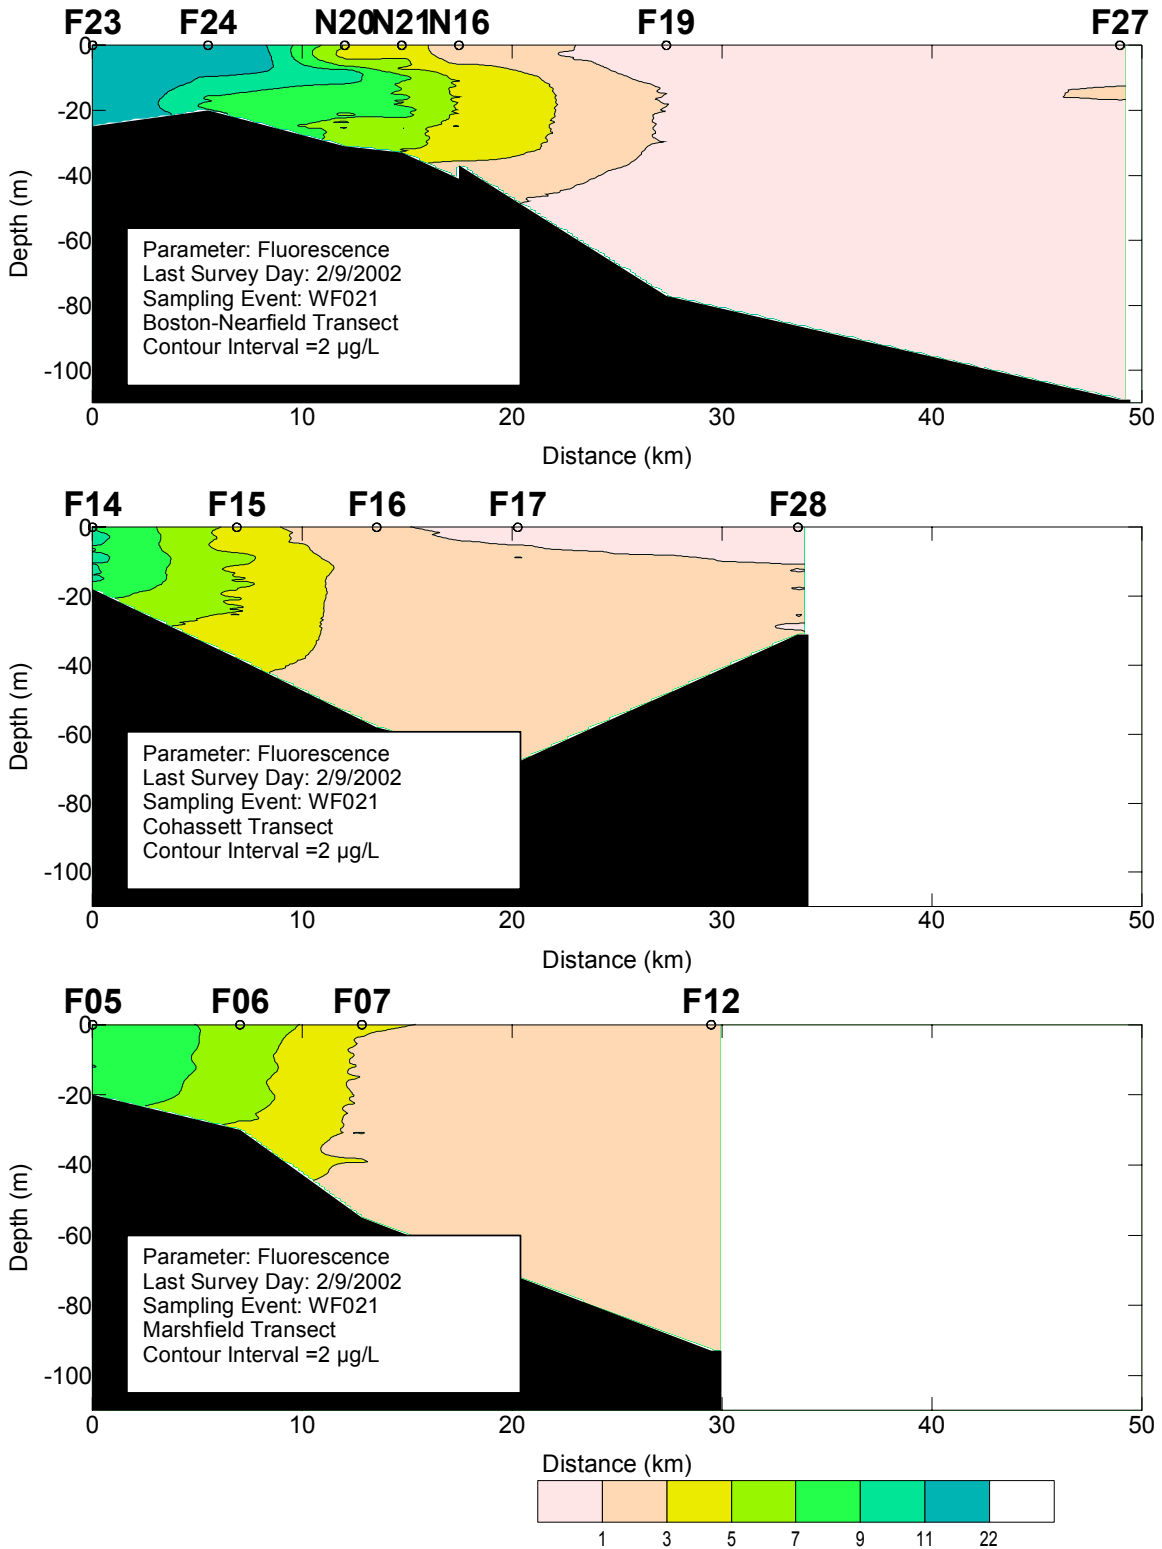 F23 F24 N20 N21 N16 F19 F27
0
-20
-40
-60
-80
-100
Depth (m)
Parameter: Fluorescence
Last Survey Day: 2/9/2002
Sampling Event: WF021
Boston-Nearfield Transect
Contour Interval =2 µg/L
0 10 20 30 40 50
Distance (km)
F14 F15 F16 F17 F28
0
-20
-40
-60
-80
-100
Depth (m)
Parameter: Fluorescence
Last Survey Day: 2/9/2002
Sampling Event: WF021
Cohassett Transect
Contour Interval =2 µg/L
0 10 20 30 40 50
Distance (km)
F05 F06 F07 F12
0
-20
-40
-60
-80
-100
Depth (m)
Parameter: Fluorescence
Last Survey Day: 2/9/2002
Sampling Event: WF021
Marshfield Transect
Contour Interval =2 µg/L
0 10 20 30 40 50
Distance (km)
1 3 5 7 9 11 22